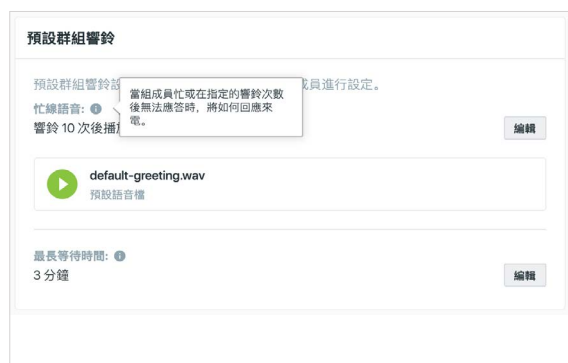 預設群組響鈴
預設群組響鈴設
成員進行設定。
當組成員忙或在指定的響鈴次數
後無法應答時，將如何回應來
電。
忙線語音:
響鈴 10 次後播
編輯
default-greeting.wav
預設語音檔
最長等待時間:
3 分鐘
編輯